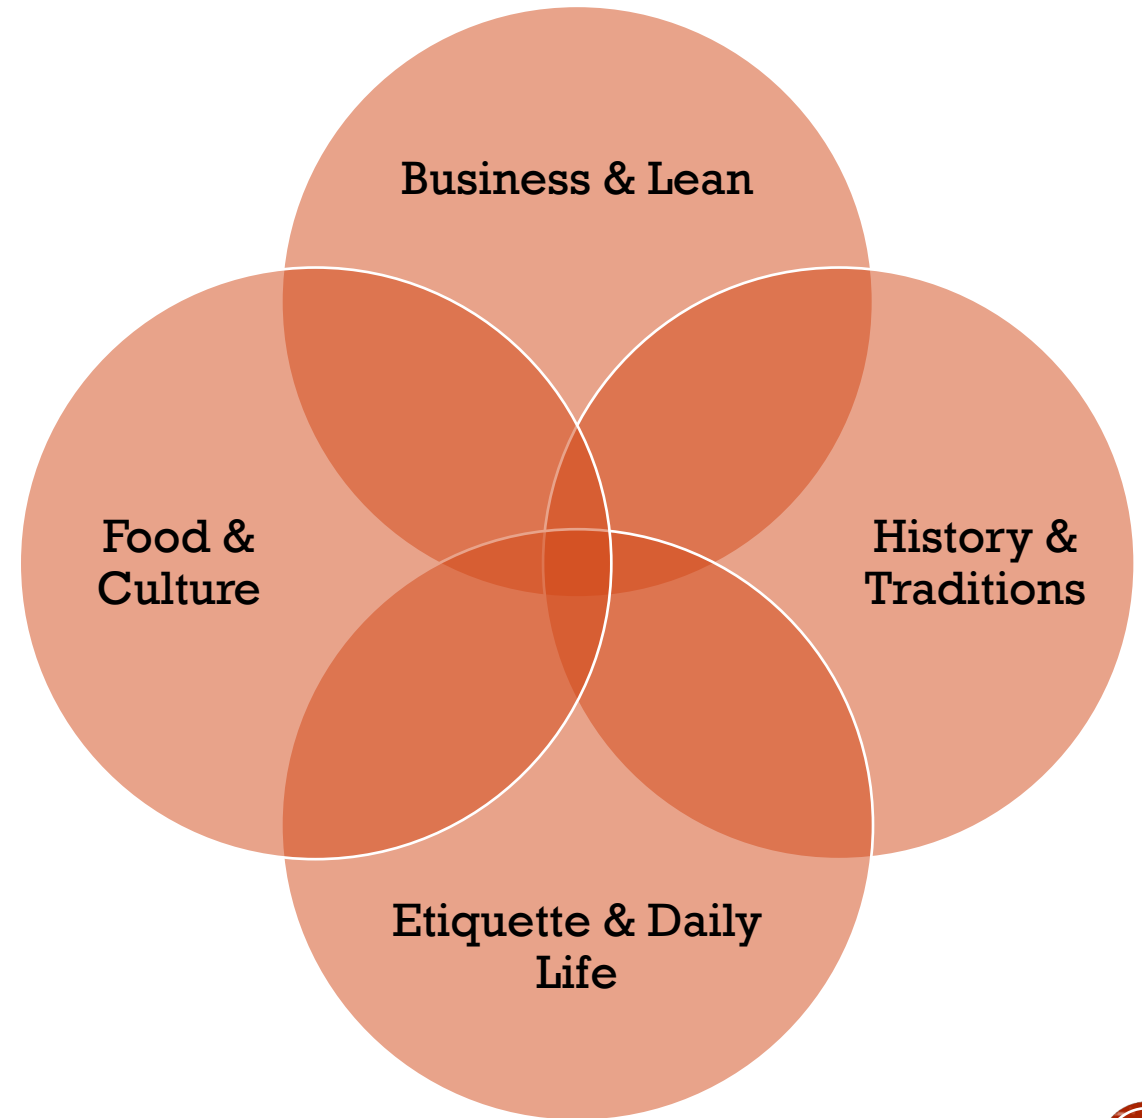 Business & Lean
Food &
Culture
History &
Traditions
Etiquette & Daily
Life